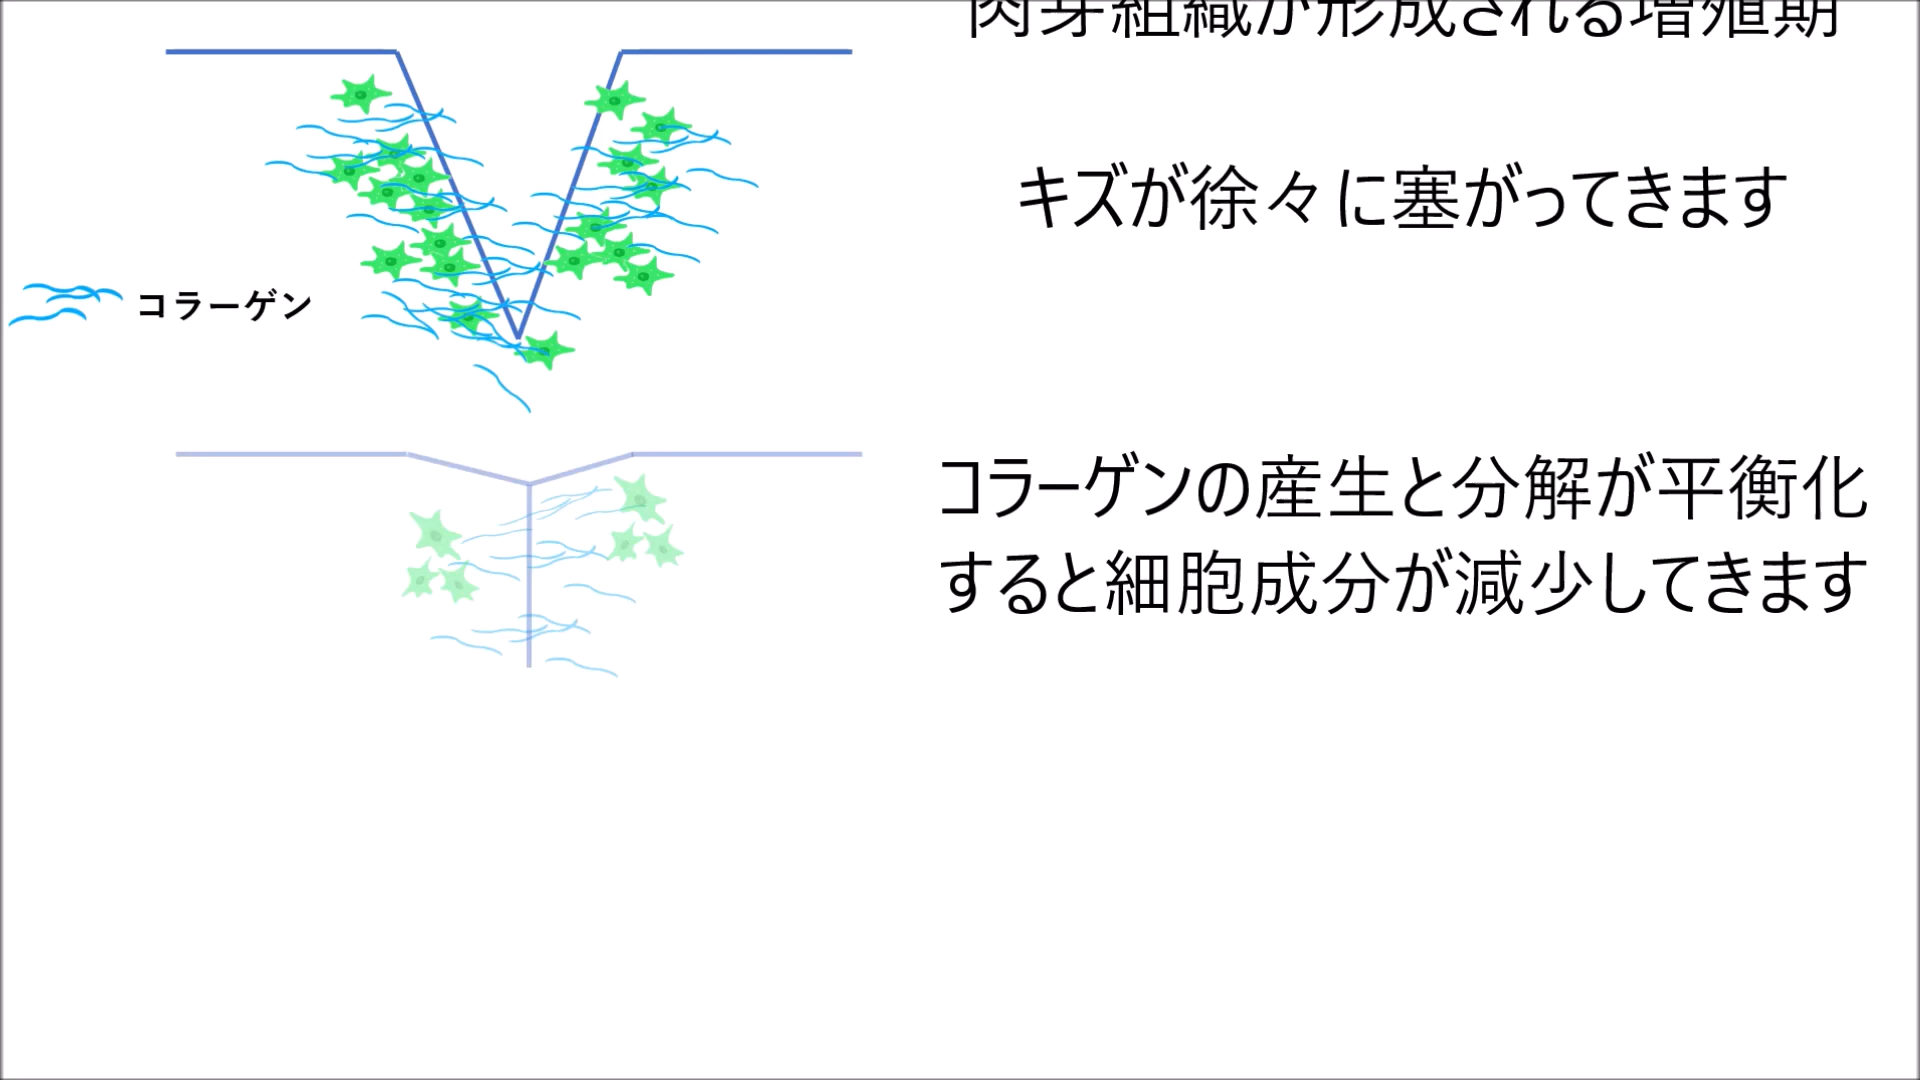 肉芽組織が形成される増殖期
キズが徐々に塞がってきます
コラーゲン
コラーゲンの産生と分解が平衡化
すると細胞成分が減少してきます